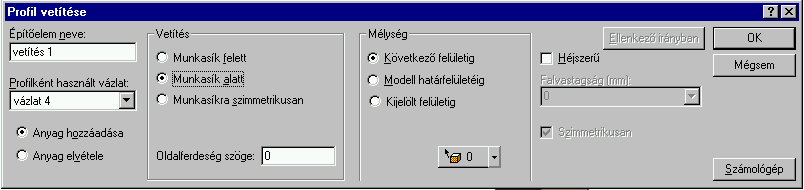 Profil vetítése
Építőelem neve:
vetítés 1
Profilként használt vázlat:
vázlat 4
Anyag hozzáadása
Anyag elvétele
Vetítés
Munkasík felett
Munkasík alatt
Munkasíkra szimmetrikusan
Oldalferdeség szöge:
0
Mélység
Következő felületig
Modell határfelületéig
Kijelölt felületig
0
Ellenkező irányban
Héjszerű
Falvastagság (mm):
0
Szimmetrikusan
OK
Mégsem
Számológép